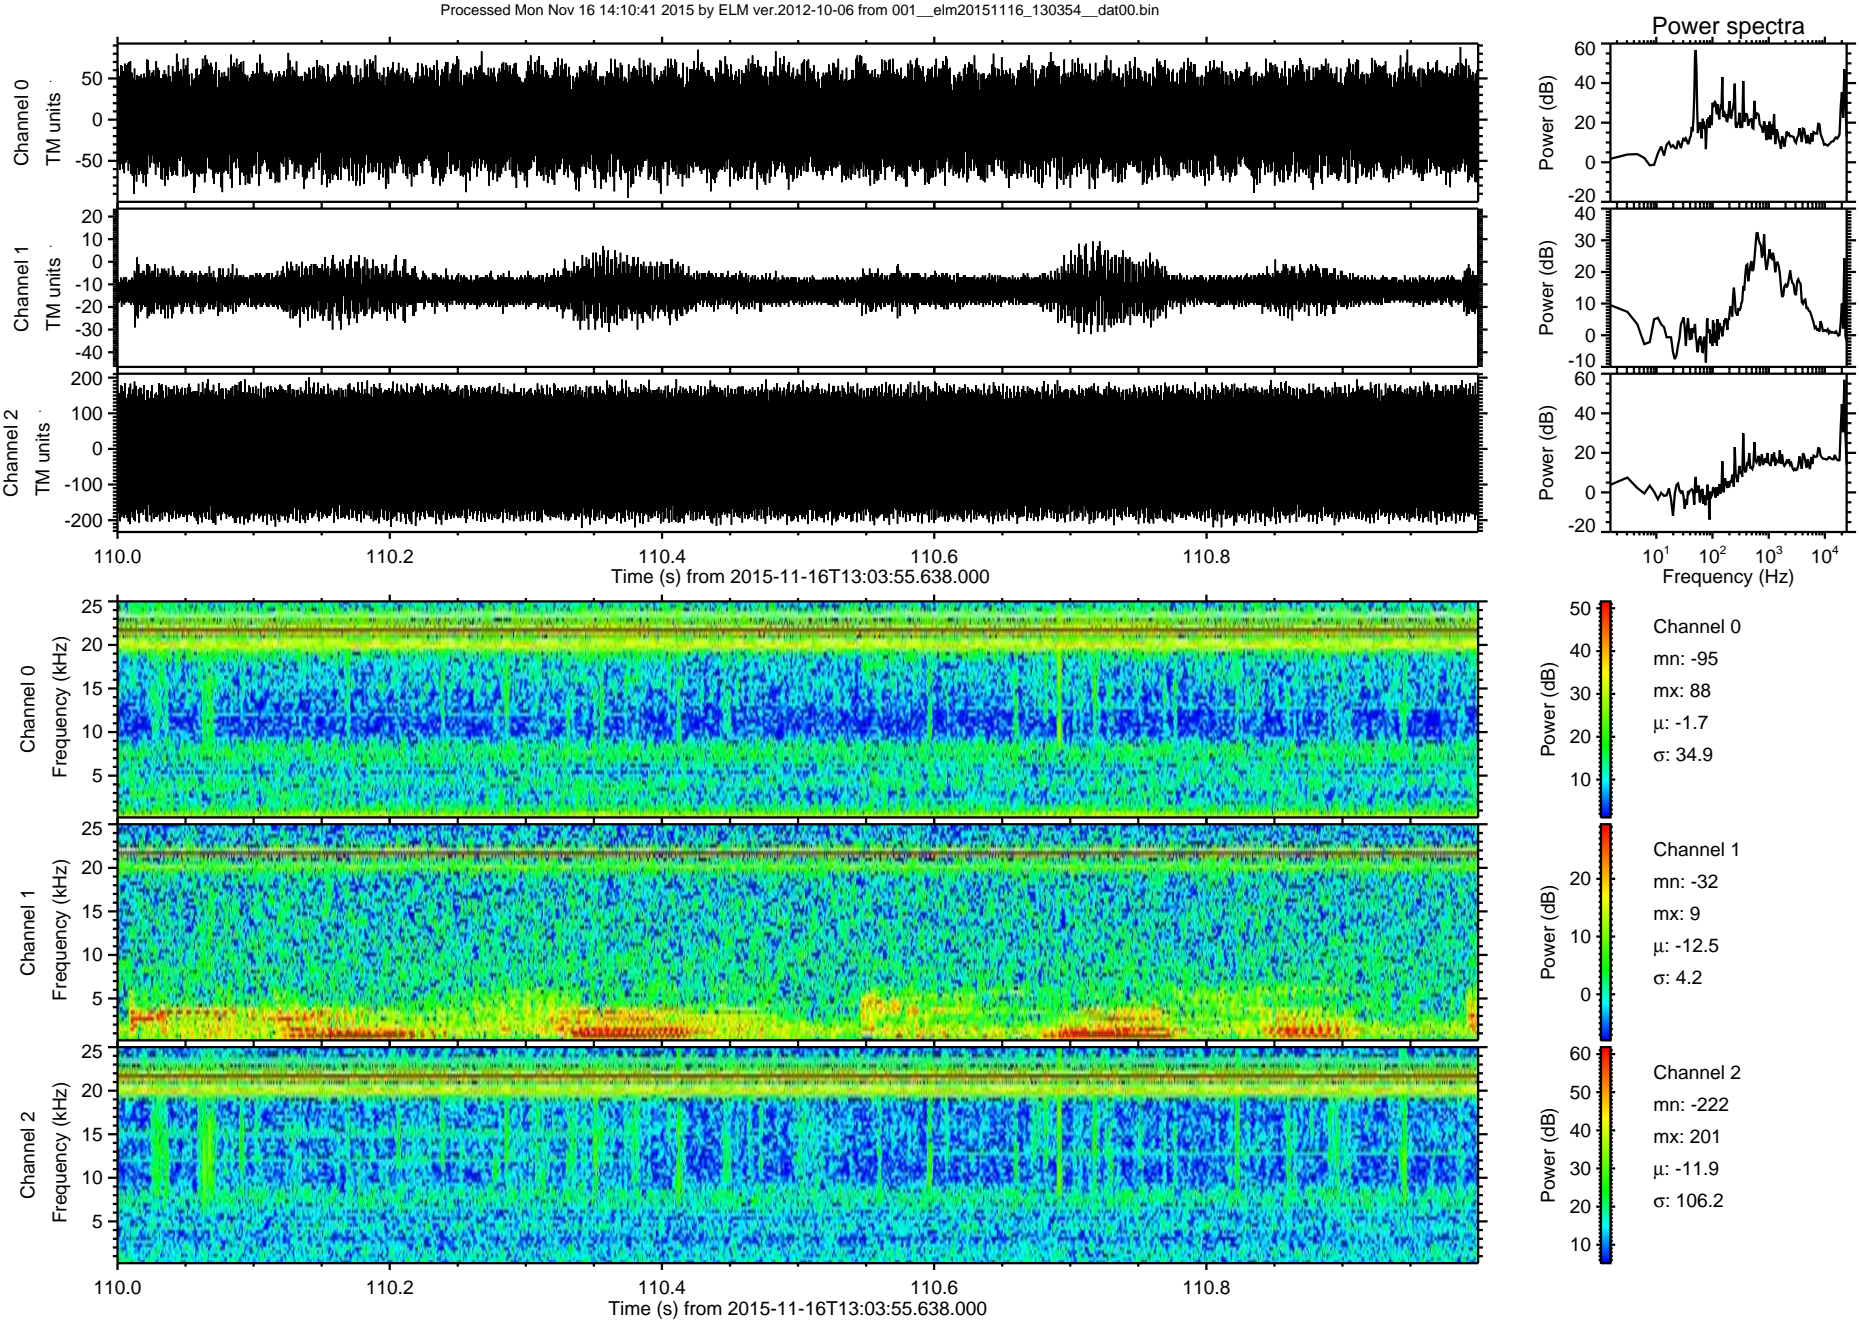 Processed Mon Nov 16 14:10:41 2015 by ELM ver.2012-10-06 from 001__elm20151116_130354__dat00.bin
Power spectra
Channel 0
TM units
50
0
-50
Power (dB)
60
40
20
0
-20
Channel 1
TM units
20
10
0
-10
-20
-30
-40
Power (dB)
40
30
20
10
0
-10
Channel 2
TM units
200
100
0
-100
-200
Power (dB)
60
40
20
0
-20
110.0 110.2 110.4 110.6 110.8
Time (s) from 2015-11-16T13:03:55.638.000
10^1 10^2 10^3 10^4
Frequency (Hz)
Channel 0
Frequency (kHz)
25
20
15
10
5
Power (dB)
50
40
30
20
10
Channel 0
mn: -95
mx: 88
μ: -1.7
σ: 34.9
Channel 1
Frequency (kHz)
25
20
15
10
5
Power (dB)
20
10
0
Channel 1
mn: -32
mx: 9
μ: -12.5
σ: 4.2
Channel 2
Frequency (kHz)
25
20
15
10
5
Power (dB)
60
50
40
30
20
10
Channel 2
mn: -222
mx: 201
μ: -11.9
σ: 106.2
110.0 110.2 110.4 110.6 110.8
Time (s) from 2015-11-16T13:03:55.638.000